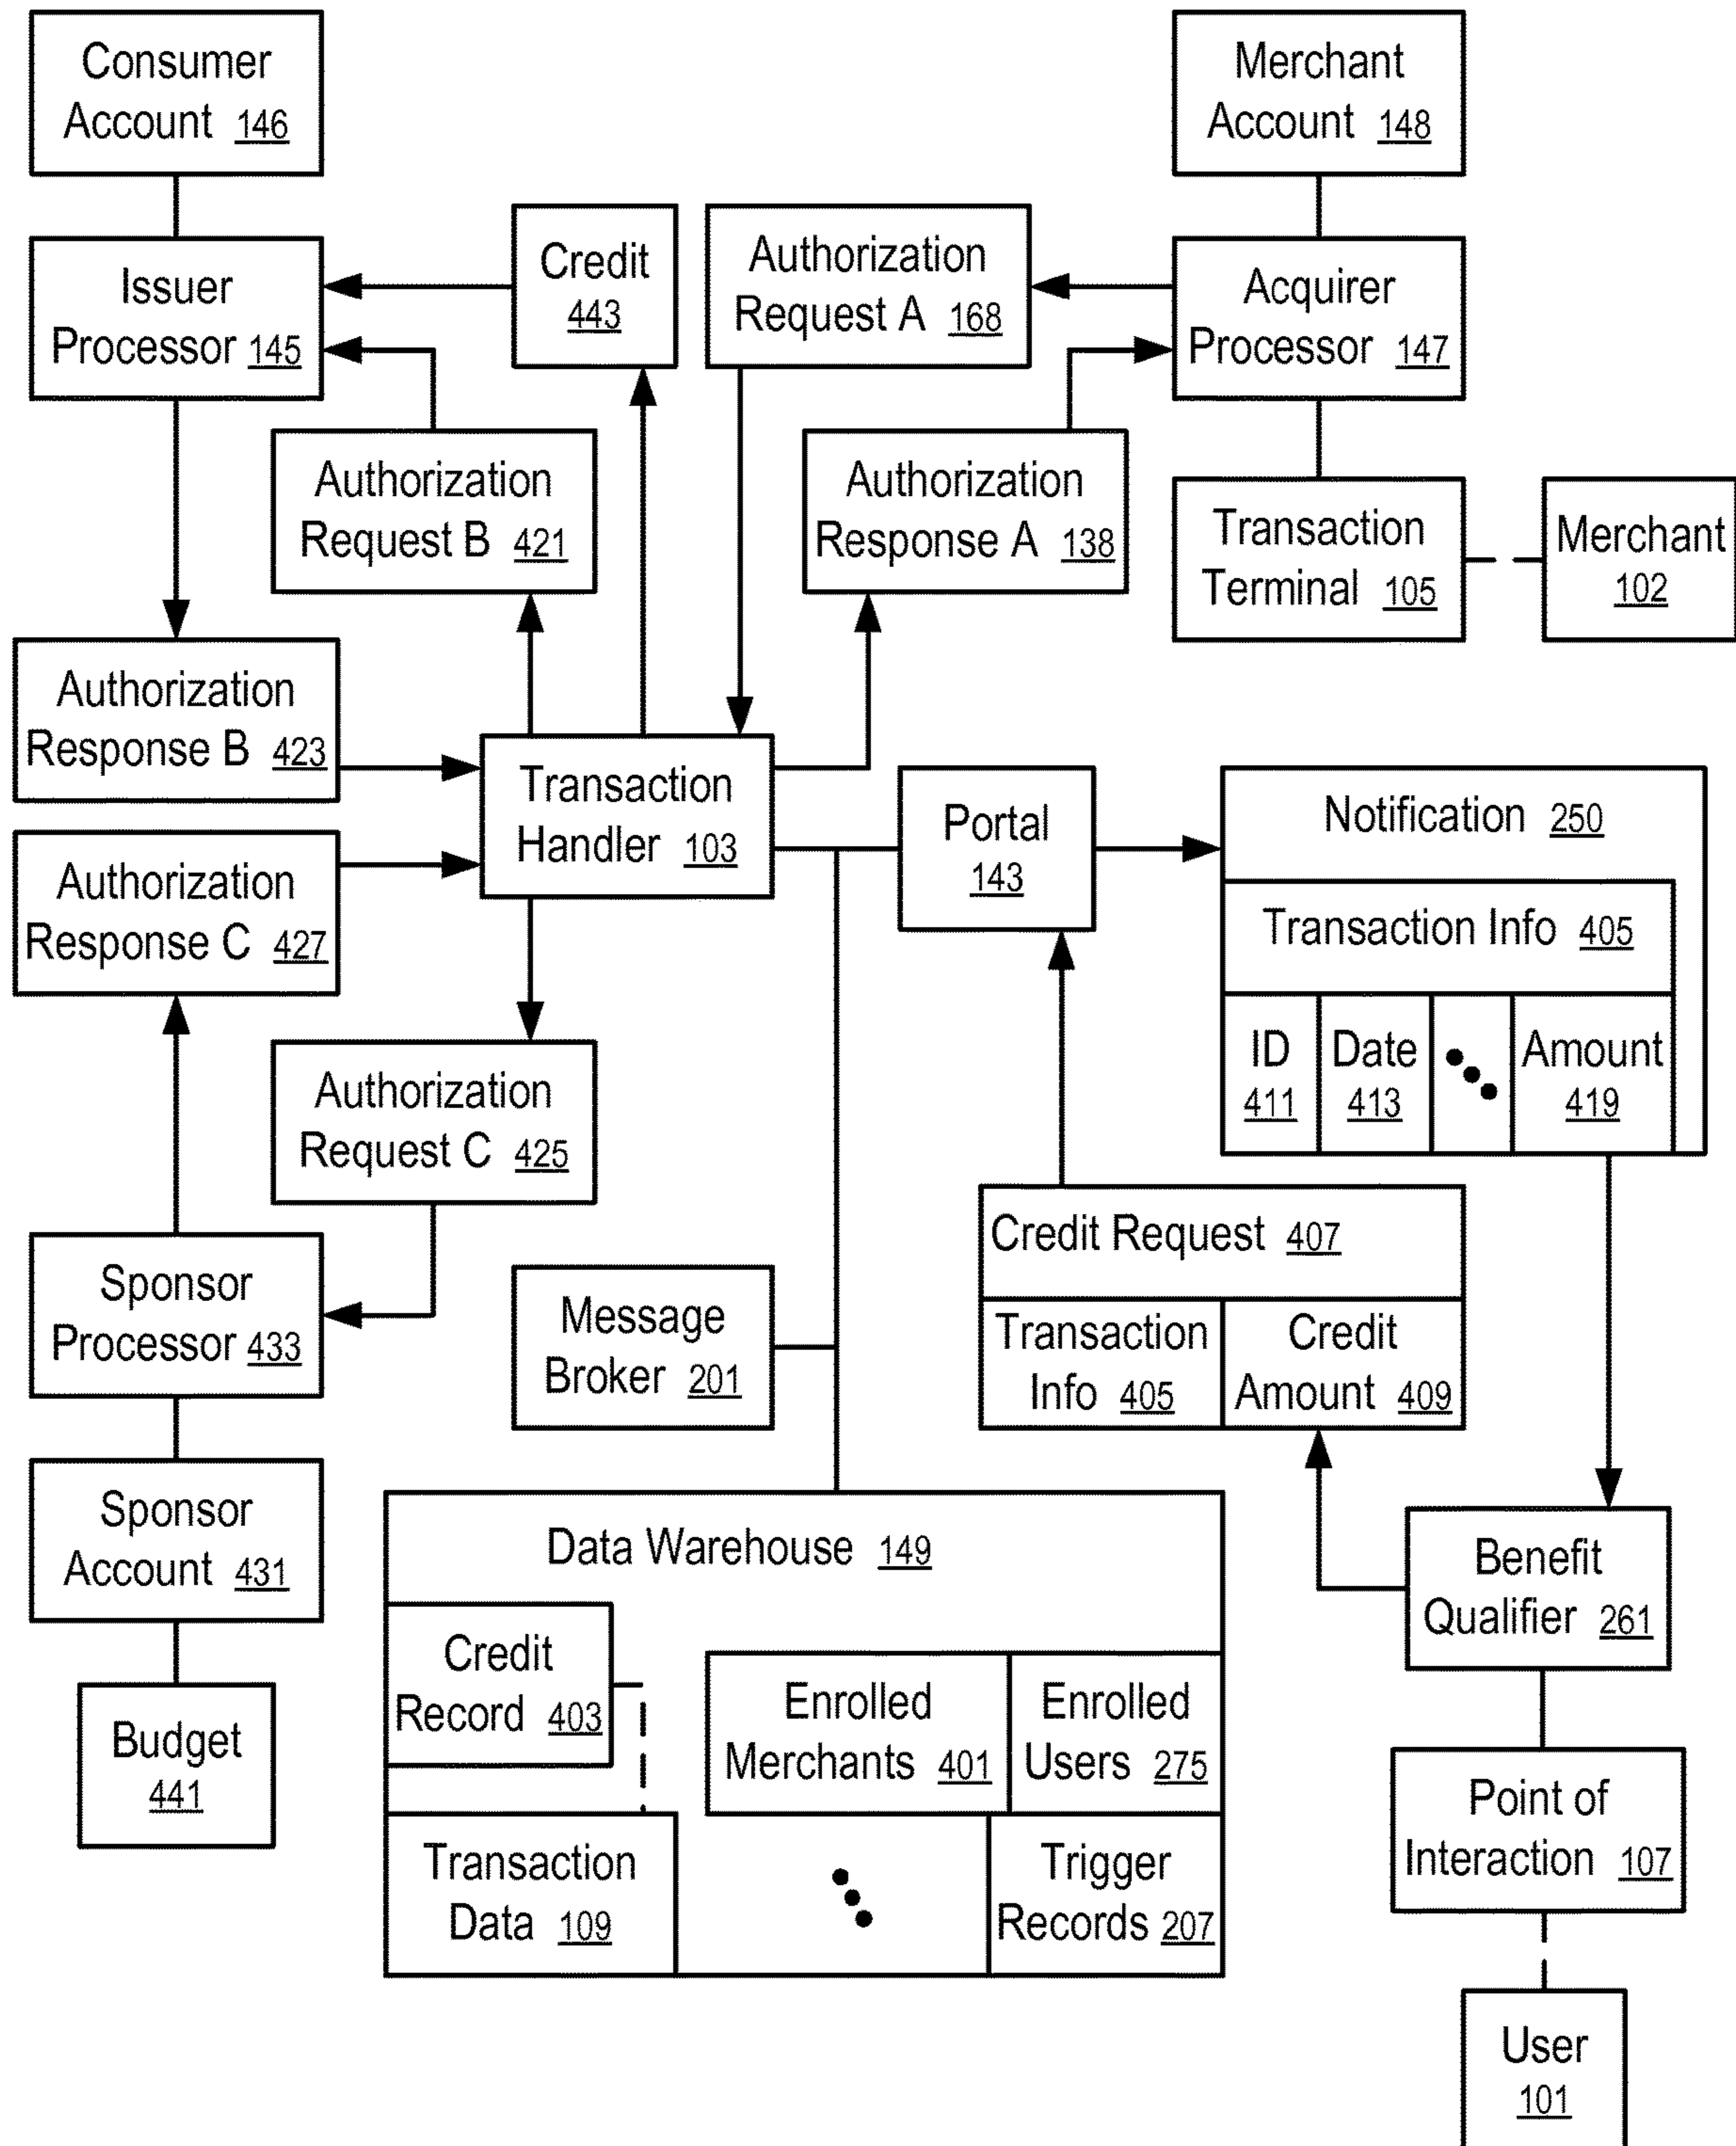 Consumer
Account 146
Merchant
Account 148
Issuer
Processor 145
Credit
443
Authorization
Request A 168
Acquirer
Processor 147
Authorization
Request B 421
Authorization
Response A 138
Transaction
Terminal 105
Merchant
102
Authorization
Response B 423
Transaction
Handler 103
Portal
143
Notification 250
Transaction Info 405
ID
411
Date
413
Amount
419
Authorization
Response C 427
Authorization
Request C 425
Credit Request 407
Transaction
Info 405
Credit
Amount 409
Sponsor
Processor 433
Message
Broker 201
Sponsor
Account 431
Data Warehouse 149
Benefit
Qualifier 261
Credit
Record 403
Enrolled
Merchants 401
Enrolled
Users 275
Budget
441
Transaction
Data 109
Trigger
Records 207
Point of
Interaction 107
User
101